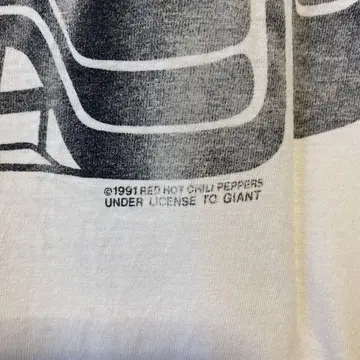 ©1991 RED HOT CHILI PEPPERS
UNDER LICENSE TO GIANT